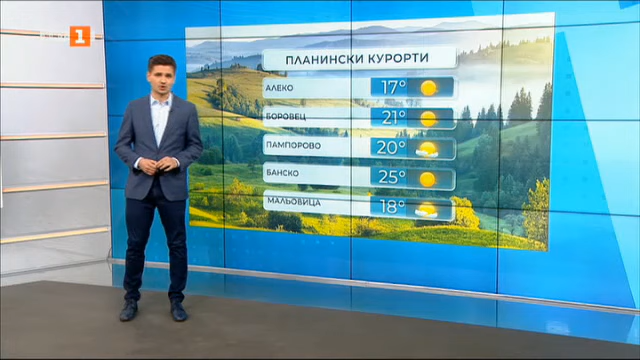 1
ПЛАНИНСКИ КУРОРТИ
АЛЕКО 17°
БОРОВЕЦ 21°
ПАМПОРОВО 20°
БАНСКО 25°
МАЛЬОВИЦА 18°